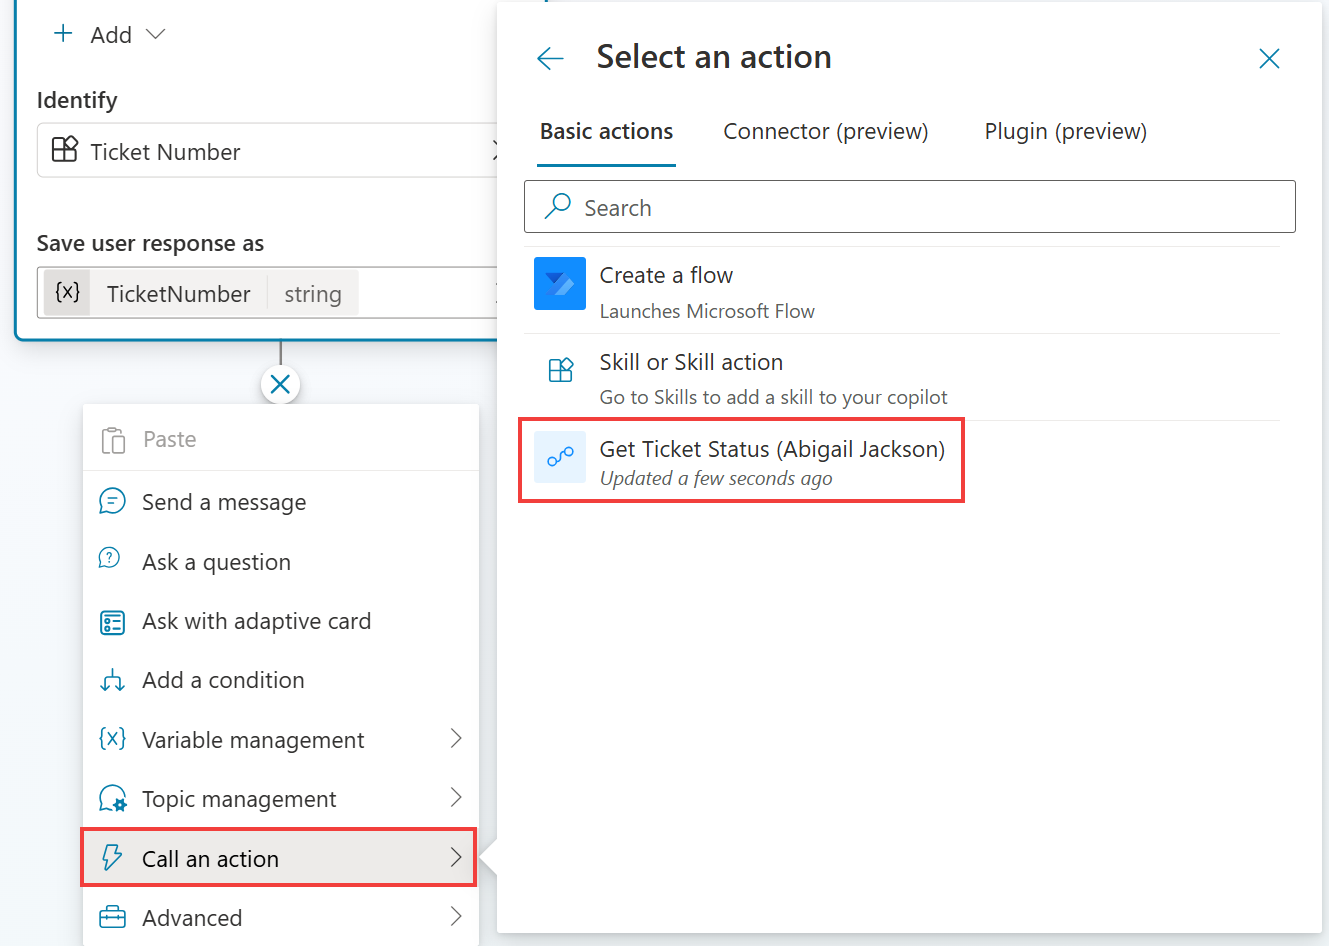 Add
Identify
Ticket Number
Save user response as
{x} TicketNumber string
Paste
Send a message
Ask a question
Ask with adaptive card
Add a condition
{x} Variable management
Topic management
Call an action
Advanced
Select an action
Basic actions Connector (preview) Plugin (preview)
Search
Create a flow
Launches Microsoft Flow
Skill or Skill action
Go to Skills to add a skill to your copilot
Get Ticket Status (Abigail Jackson)
Updated a few seconds ago